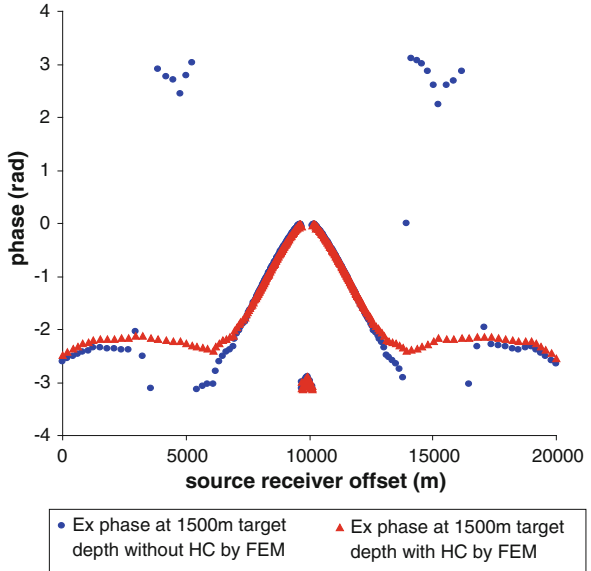 4
3
2
1
0
-1
-2
-3
-4
phase (rad)
0
5000
10000
15000
20000
source receiver offset (m)
Ex phase at 1500m target
depth without HC by FEM
Ex phase at 1500m target
depth with HC by FEM